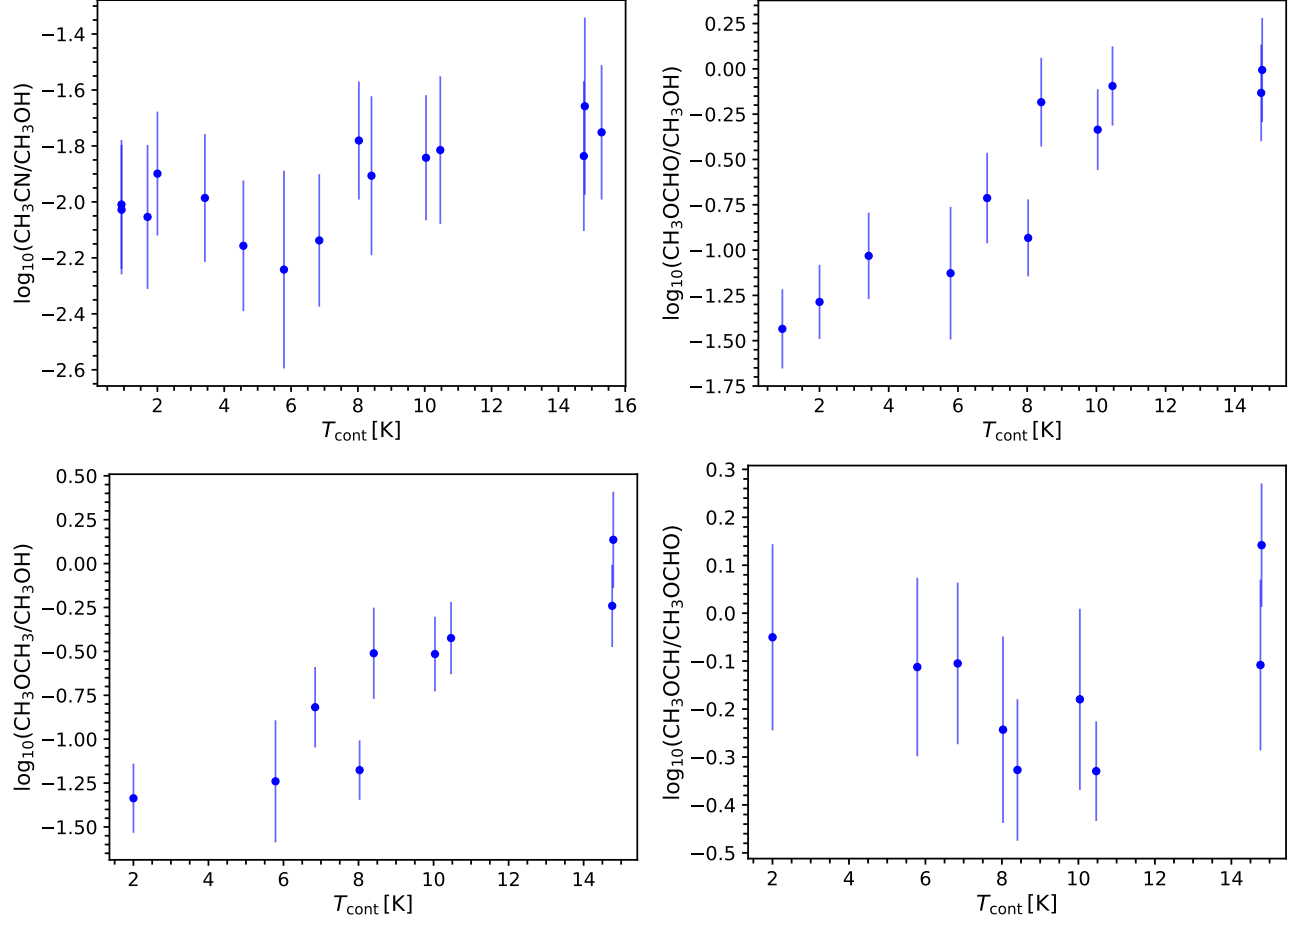 −1.4
−1.6
−1.8
−2.0
−2.2
−2.4
−2.6
log₁₀(CH₃CN/CH₃OH)
2 4 6 8 10 12 14 16
T_cont [K]
0.25
0.00
−0.25
−0.50
−0.75
−1.00
−1.25
−1.50
−1.75
log₁₀(CH₃OCHO/CH₃OH)
2 4 6 8 10 12 14
T_cont [K]
0.50
0.25
0.00
−0.25
−0.50
−0.75
−1.00
−1.25
−1.50
log₁₀(CH₃OCH₃/CH₃OH)
2 4 6 8 10 12 14
T_cont [K]
0.3
0.2
0.1
0.0
−0.1
−0.2
−0.3
−0.4
−0.5
log₁₀(CH₃OCH/CH₃OCHO)
2 4 6 8 10 12 14
T_cont [K]